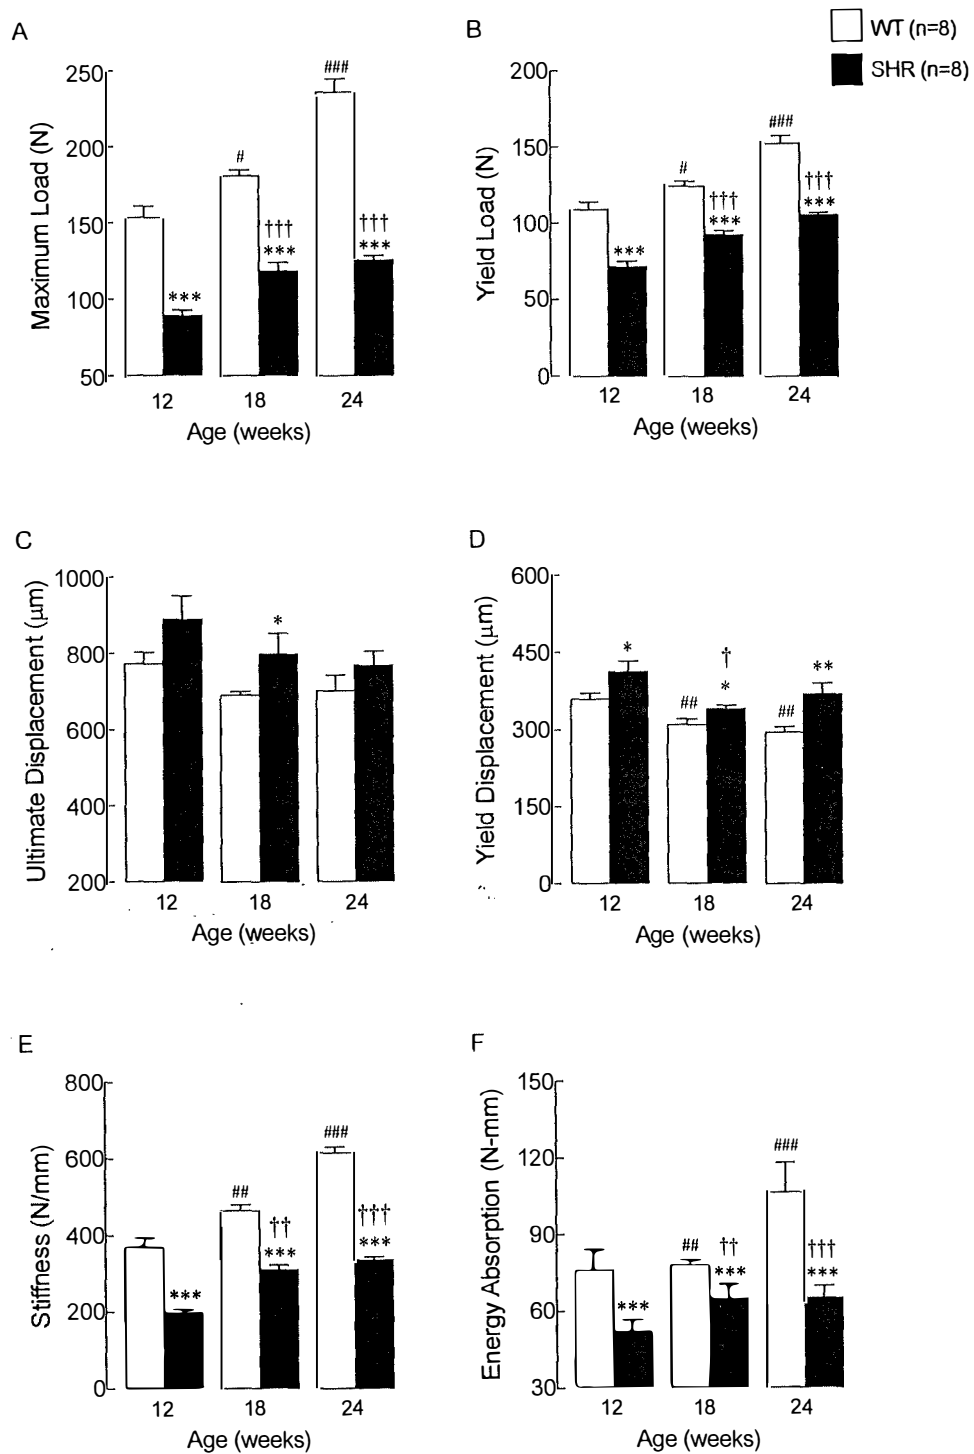 A
B
WT (n=8)
SHR (n=8)
Maximum Load (N)
250
200
150
100
50
###
#
†††
***
†††
***
***
12 18 24
Age (weeks)
Yield Load (N)
200
150
100
50
0
###
#
†††
***
†††
***
***
12 18 24
Age (weeks)
C
D
Ultimate Displacement (μm)
1000
800
600
400
200
*
12 18 24
Age (weeks)
Yield Displacement (μm)
600
450
300
150
0
*
##
†
*
##
**
12 18 24
Age (weeks)
E
F
Stiffness (N/mm)
800
600
400
200
0
***
##
††
***
###
†††
***
12 18 24
Age (weeks)
Energy Absorption (N-mm)
150
120
90
60
30
***
##
††
***
###
†††
***
12 18 24
Age (weeks)